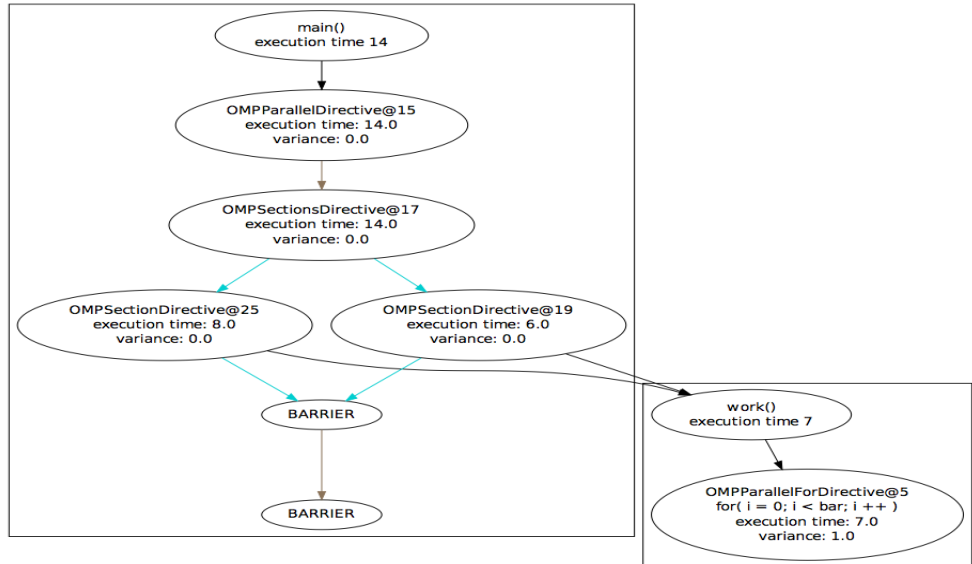 main()
execution time 14
OMPParallelDirective@15
execution time: 14.0
variance: 0.0
OMPSectionsDirective@17
execution time: 14.0
variance: 0.0
OMPSectionDirective@25
execution time: 8.0
variance: 0.0
OMPSectionDirective@19
execution time: 6.0
variance: 0.0
BARRIER
work()
execution time 7
BARRIER
OMPParallelForDirective@5
for( i = 0; i < bar; i ++ )
execution time: 7.0
variance: 1.0